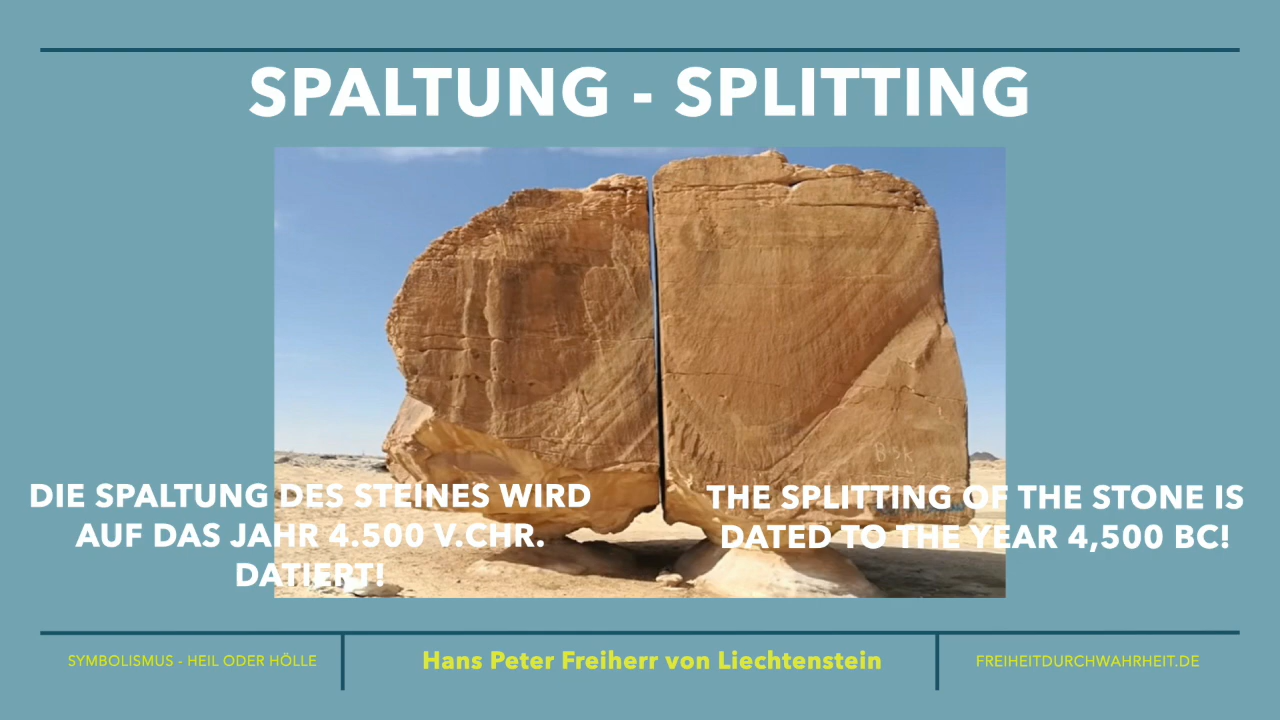 SPALTUNG - SPLITTING
DIE SPALTUNG DES STEINES WIRD
AUF DAS JAHR 4.500 V.CHR.
DATIERT!
THE SPLITTING OF THE STONE IS
DATED TO THE YEAR 4,500 BC!
SYMBOLISMUS - HEIL ODER HÖLLE
Hans Peter Freiherr von Liechtenstein
FREIHEITDURCHWAHRHEIT.DE